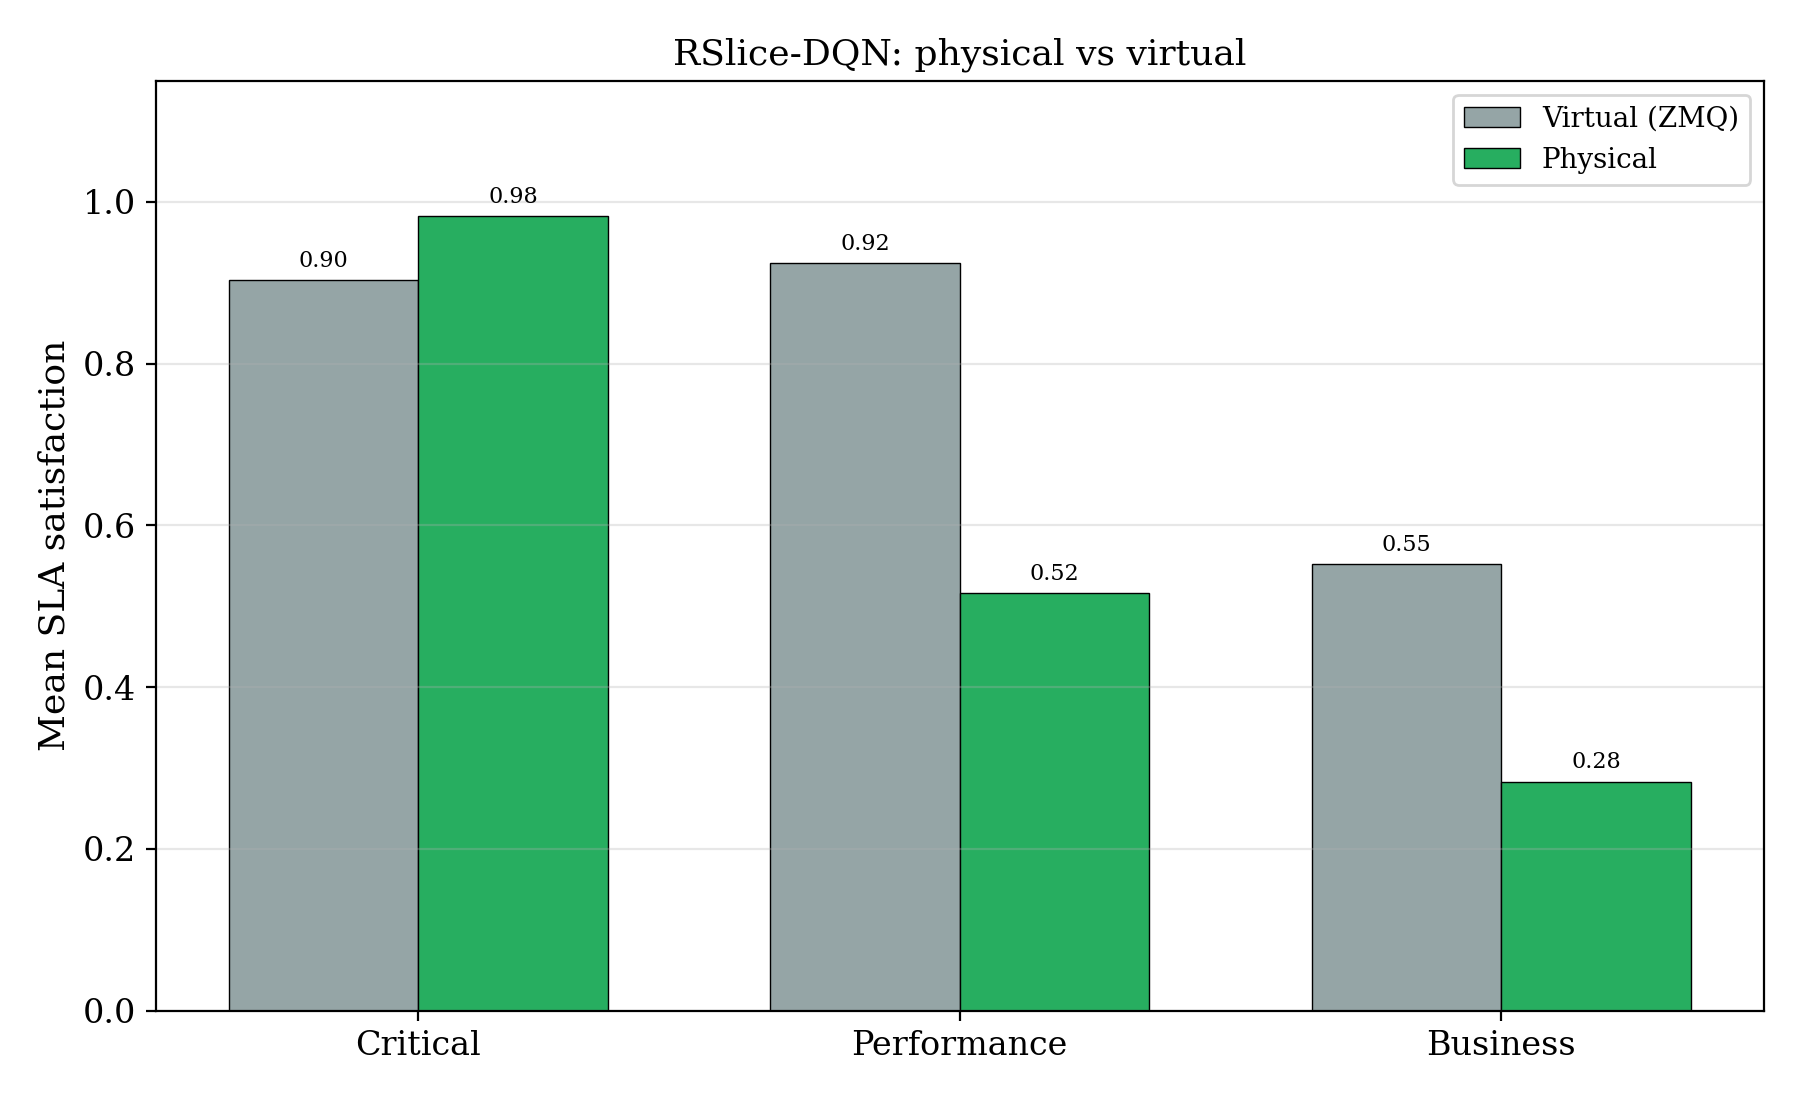 RSlice-DQN: physical vs virtual
Virtual (ZMQ)
Physical
Mean SLA satisfaction
1.0
0.8
0.6
0.4
0.2
0.0
0.90
0.98
0.92
0.52
0.55
0.28
Critical
Performance
Business